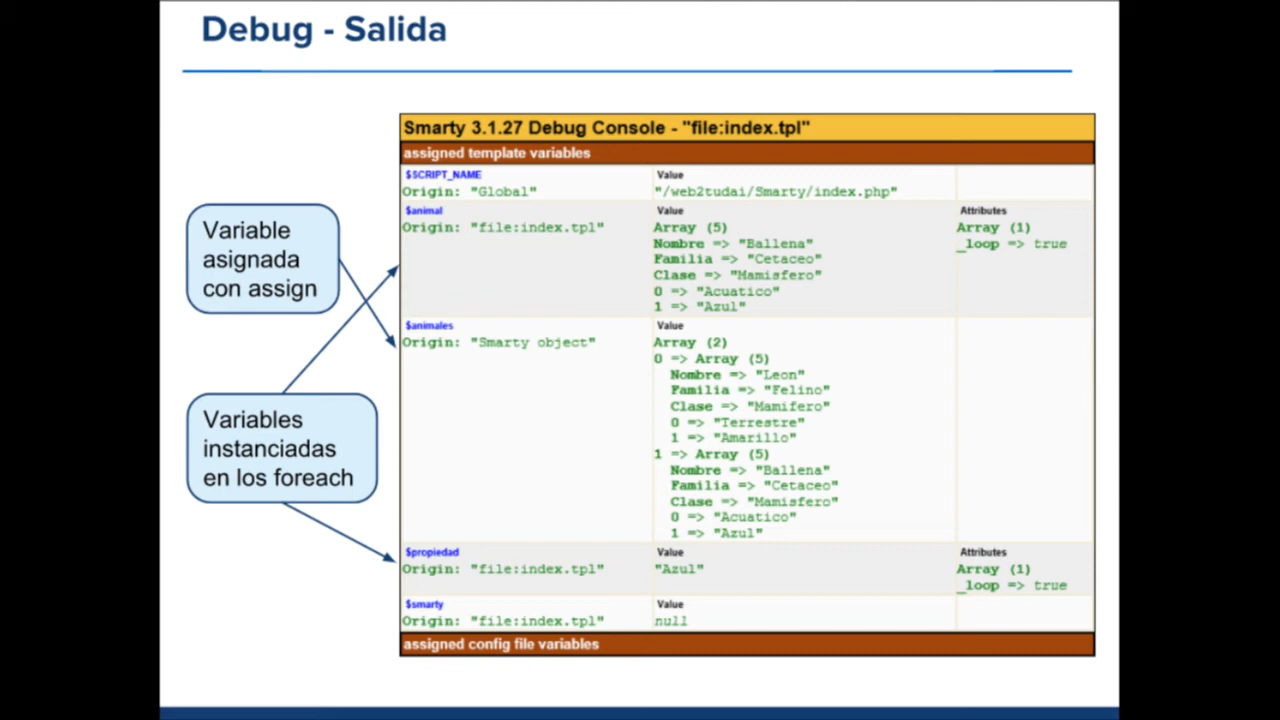 Debug - Salida
Variable
asignada
con assign
Variables
instanciadas
en los foreach
Smarty 3.1.27 Debug Console - "file:index.tpl"
assigned template variables
$SCRIPT_NAME
Origin: "Global"
Value
"/web2tudai/Smarty/index.php"
$animal
Origin: "file:index.tpl"
Value
Array (5)
Nombre => "Ballena"
Familia => "Cetaceo"
Clase => "Mamisfero"
0 => "Acuatico"
1 => "Azul"
Attributes
Array (1)
_loop => true
$animales
Origin: "Smarty object"
Value
Array (2)
0 => Array (5)
Nombre => "Leon"
Familia => "Felino"
Clase => "Mamifero"
0 => "Terrestre"
1 => "Amarillo"
1 => Array (5)
Nombre => "Ballena"
Familia => "Cetaceo"
Clase => "Mamisfero"
0 => "Acuatico"
1 => "Azul"
$propiedad
Origin: "file:index.tpl"
Value
"Azul"
Attributes
Array (1)
_loop => true
$smarty
Origin: "file:index.tpl"
Value
null
assigned config file variables